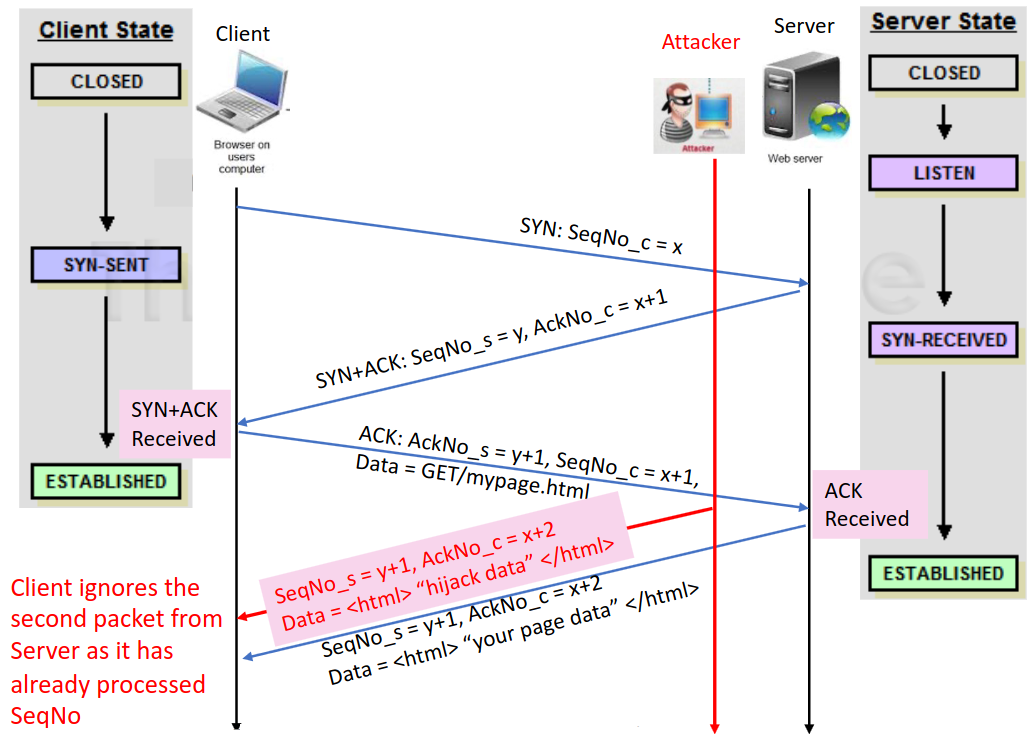 Client State
CLOSED
SYN-SENT
SYN+ACK
Received
ESTABLISHED
Client
Browser on
users
computer
Attacker
Attacker
Server
Web server
Server State
CLOSED
LISTEN
SYN-RECEIVED
ACK
Received
ESTABLISHED
SYN: SeqNo_c = x
SYN+ACK: SeqNo_s = y, AckNo_c = x+1
ACK: AckNo_s = y+1, SeqNo_c = x+1,
Data = GET/mypage.html
SeqNo_s = y+1, AckNo_c = x+2
Data = <html> “hijack data” </html>
SeqNo_s = y+1, AckNo_c = x+2
Data = <html> “your page data” </html>
Client ignores the
second packet from
Server as it has
already processed
SeqNo